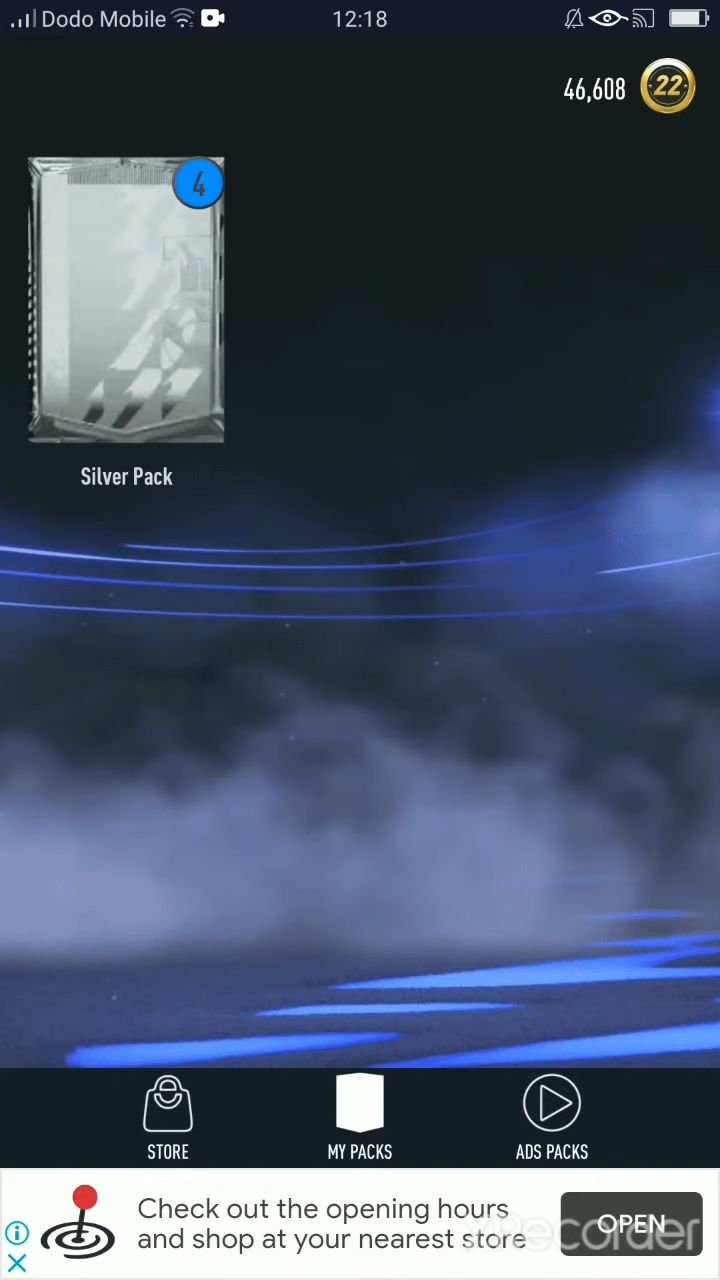 Dodo Mobile
12:18
46,608
22
4
Silver Pack
STORE
MY PACKS
ADS PACKS
Check out the opening hours
and shop at your nearest store
OPEN
XRecorder